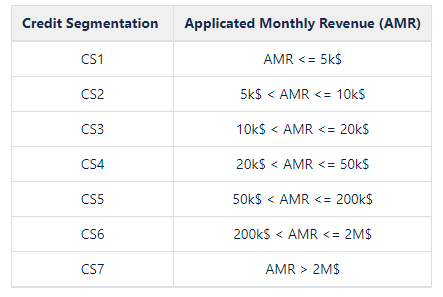 Credit Segmentation Applicated Monthly Revenue (AMR)
CS1 AMR <= 5k$
CS2 5k$ < AMR <= 10k$
CS3 10k$ < AMR <= 20k$
CS4 20k$ < AMR <= 50k$
CS5 50k$ < AMR <= 200k$
CS6 200k$ < AMR <= 2M$
CS7 AMR > 2M$